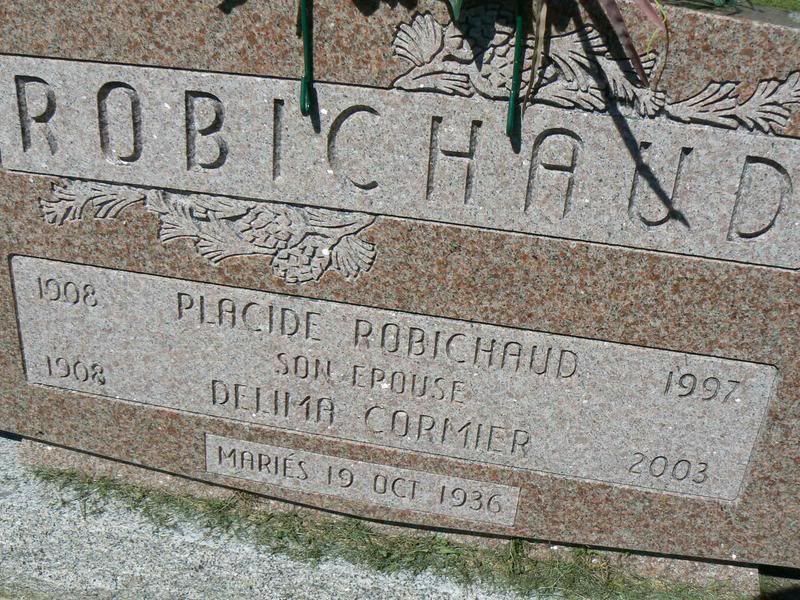 ROBICHAUD
1908 PLACIDE ROBICHAUD 1997
SON EPOUSE
1908 DELIMA CORMIER 2003
MARIÉS 19 OCT 1936